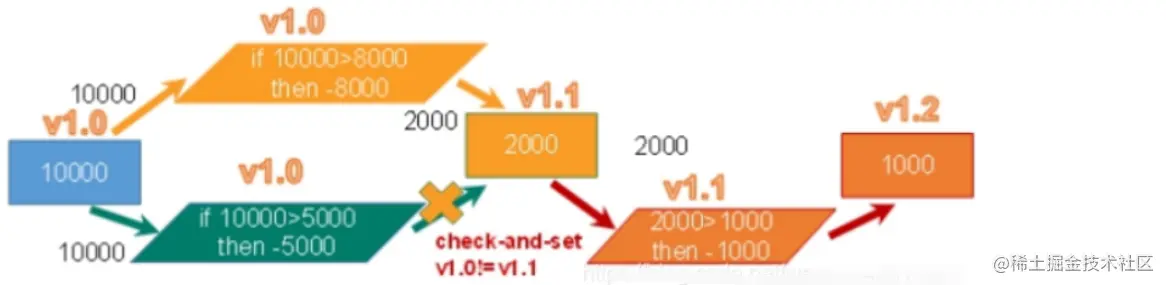 v1.0
if 10000>8000
then -8000
10000
v1.0
10000
v1.1
2000
2000
v1.2
1000
2000
v1.0
if 10000>5000
then -5000
10000
check-and-set
v1.0!= v1.1
v1.1
2000>1000
then -1000
@稀土掘金技术社区